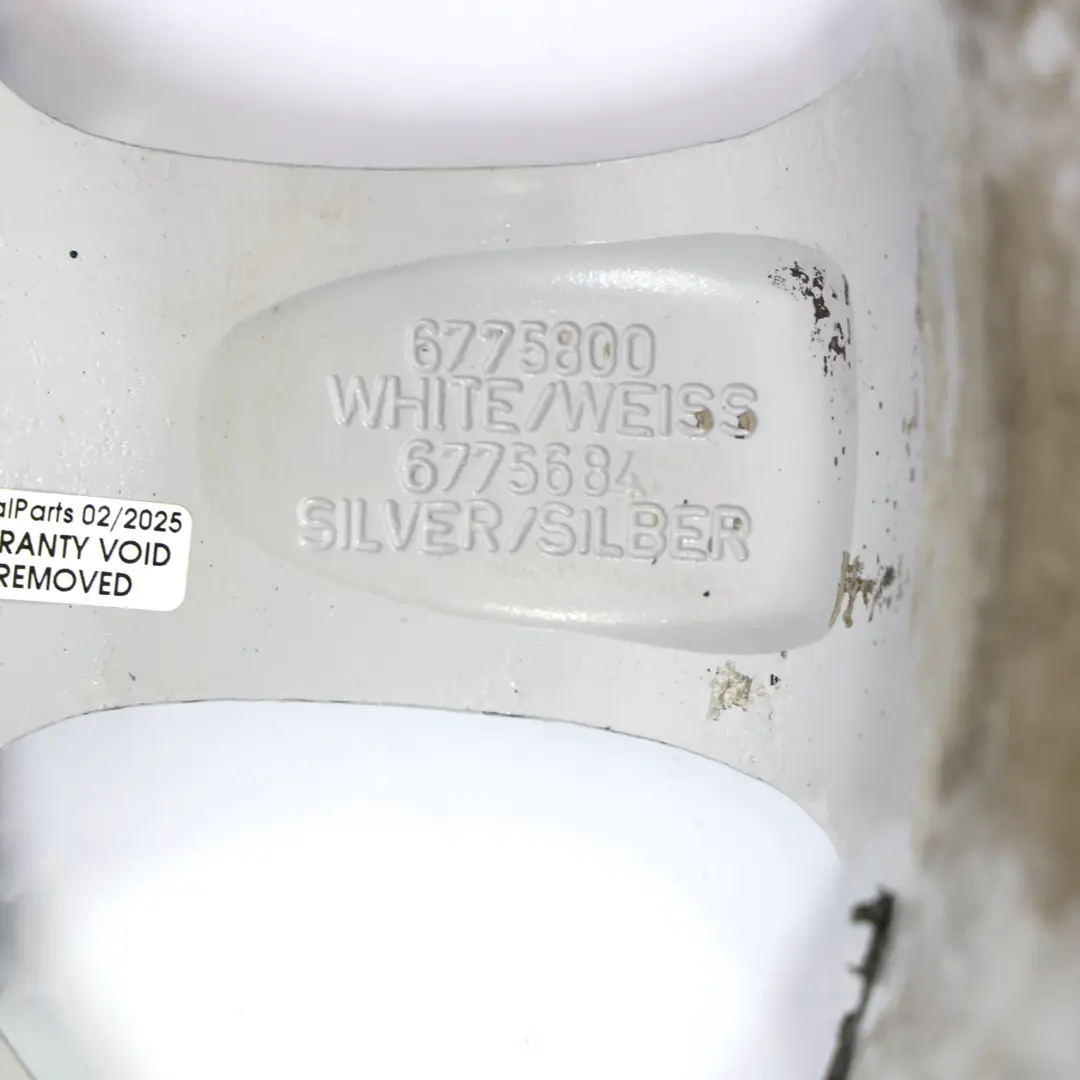 6775800
WHITE/WEISS
6775684
SILVER/SILBER
alParts 02/2025
RANTY VOID
REMOVED